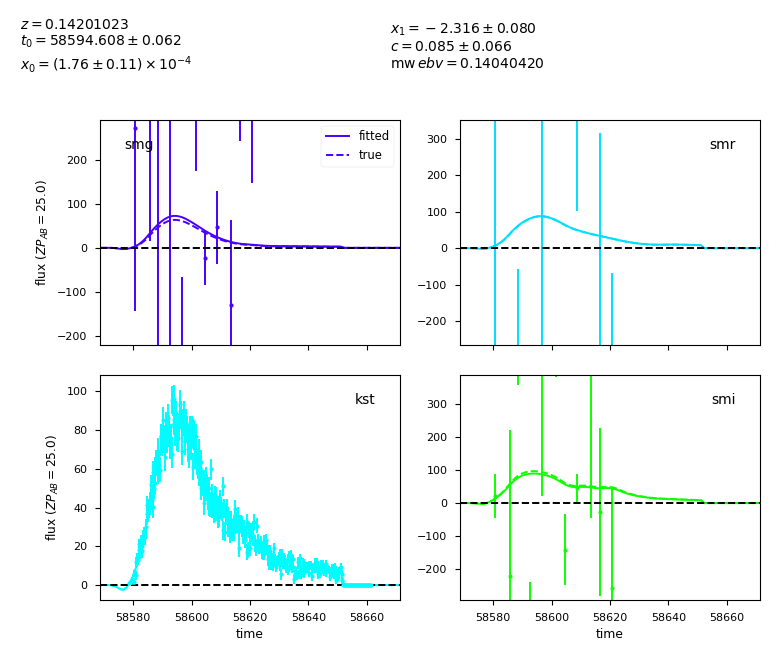 z = 0.14201023
t₀ = 58594.608 ± 0.062
x₀ = (1.76 ± 0.11) × 10⁻⁴
x₁ = −2.316 ± 0.080
c = 0.085 ± 0.066
mw ebv = 0.14040420
smg
fitted
true
200
100
0
−100
−200
flux (ZP_AB = 25.0)
smr
300
200
100
0
−100
−200
kst
100
80
60
40
20
0
flux (ZP_AB = 25.0)
58580 58600 58620 58640 58660
time
smi
300
200
100
0
−100
−200
58580 58600 58620 58640 58660
time